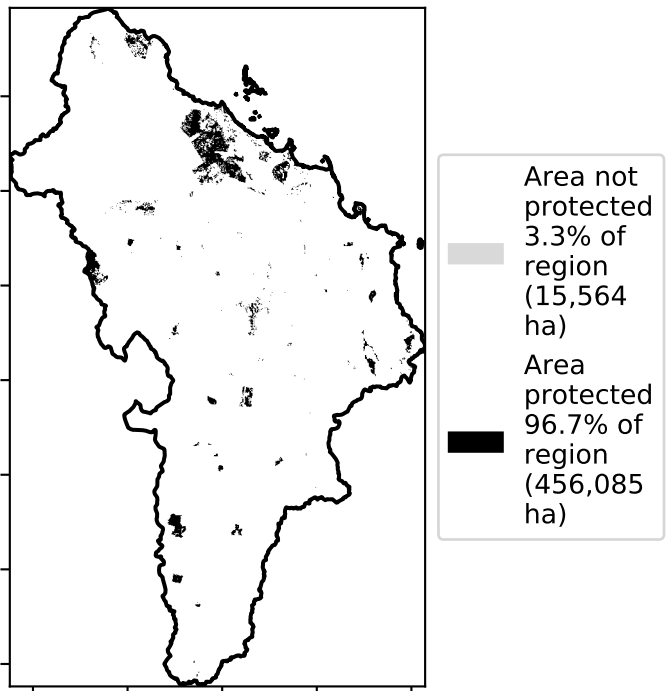 Area not
protected
3.3% of
region
(15,564
ha)
Area
protected
96.7% of
region
(456,085
ha)